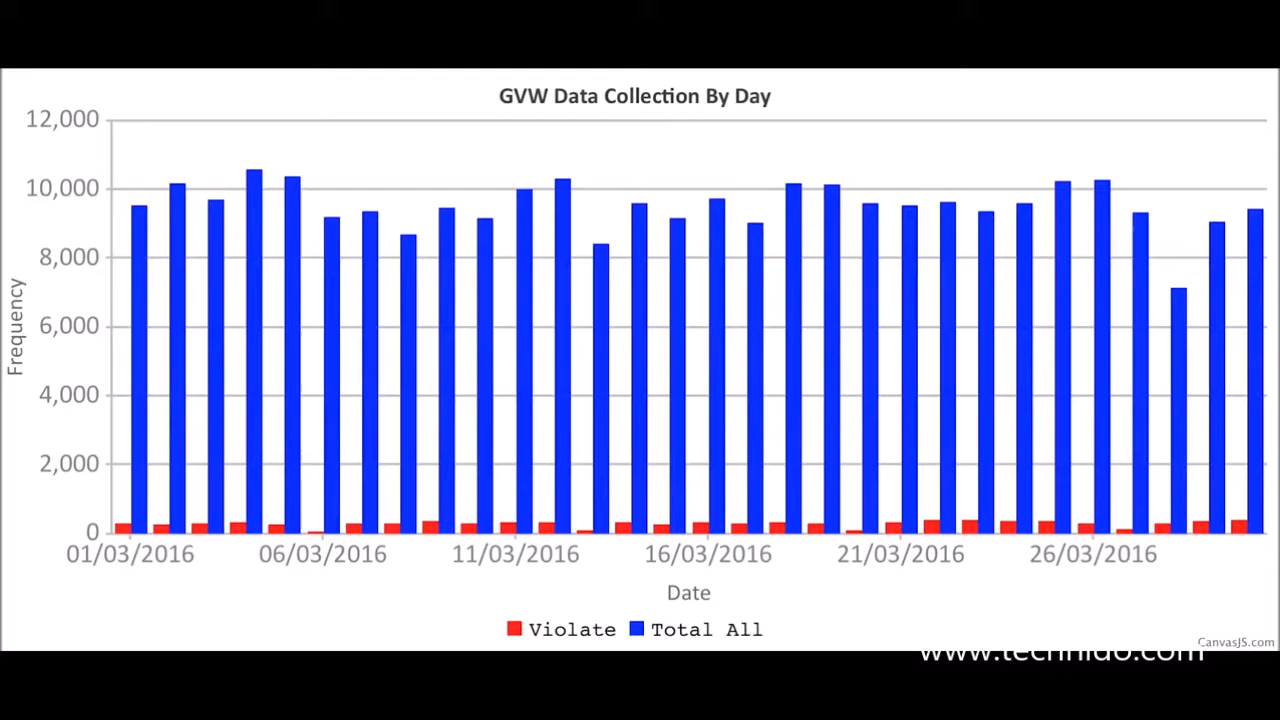 GVW Data Collection By Day
12,000
10,000
8,000
6,000
4,000
2,000
0
Frequency
01/03/2016 06/03/2016 11/03/2016 16/03/2016 21/03/2016 26/03/2016
Date
Violate Total All
CanvasJS.com